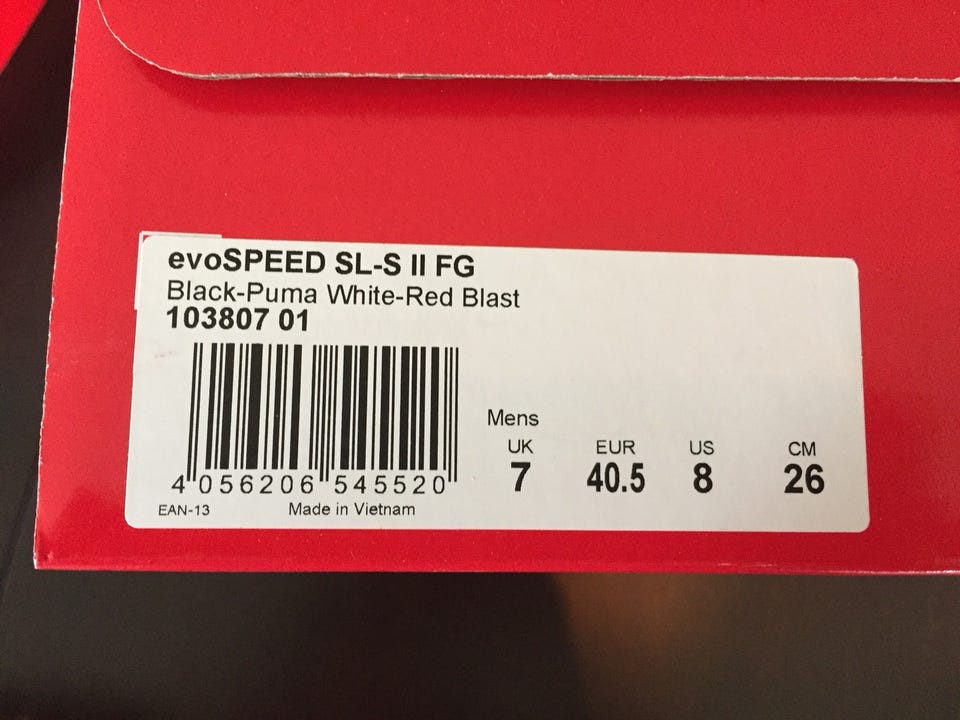 evoSPEED SL-S II FG
Black-Puma White-Red Blast
103807 01
Mens
UK EUR US CM
7 40.5 8 26
4 056206 545520
EAN-13 Made in Vietnam